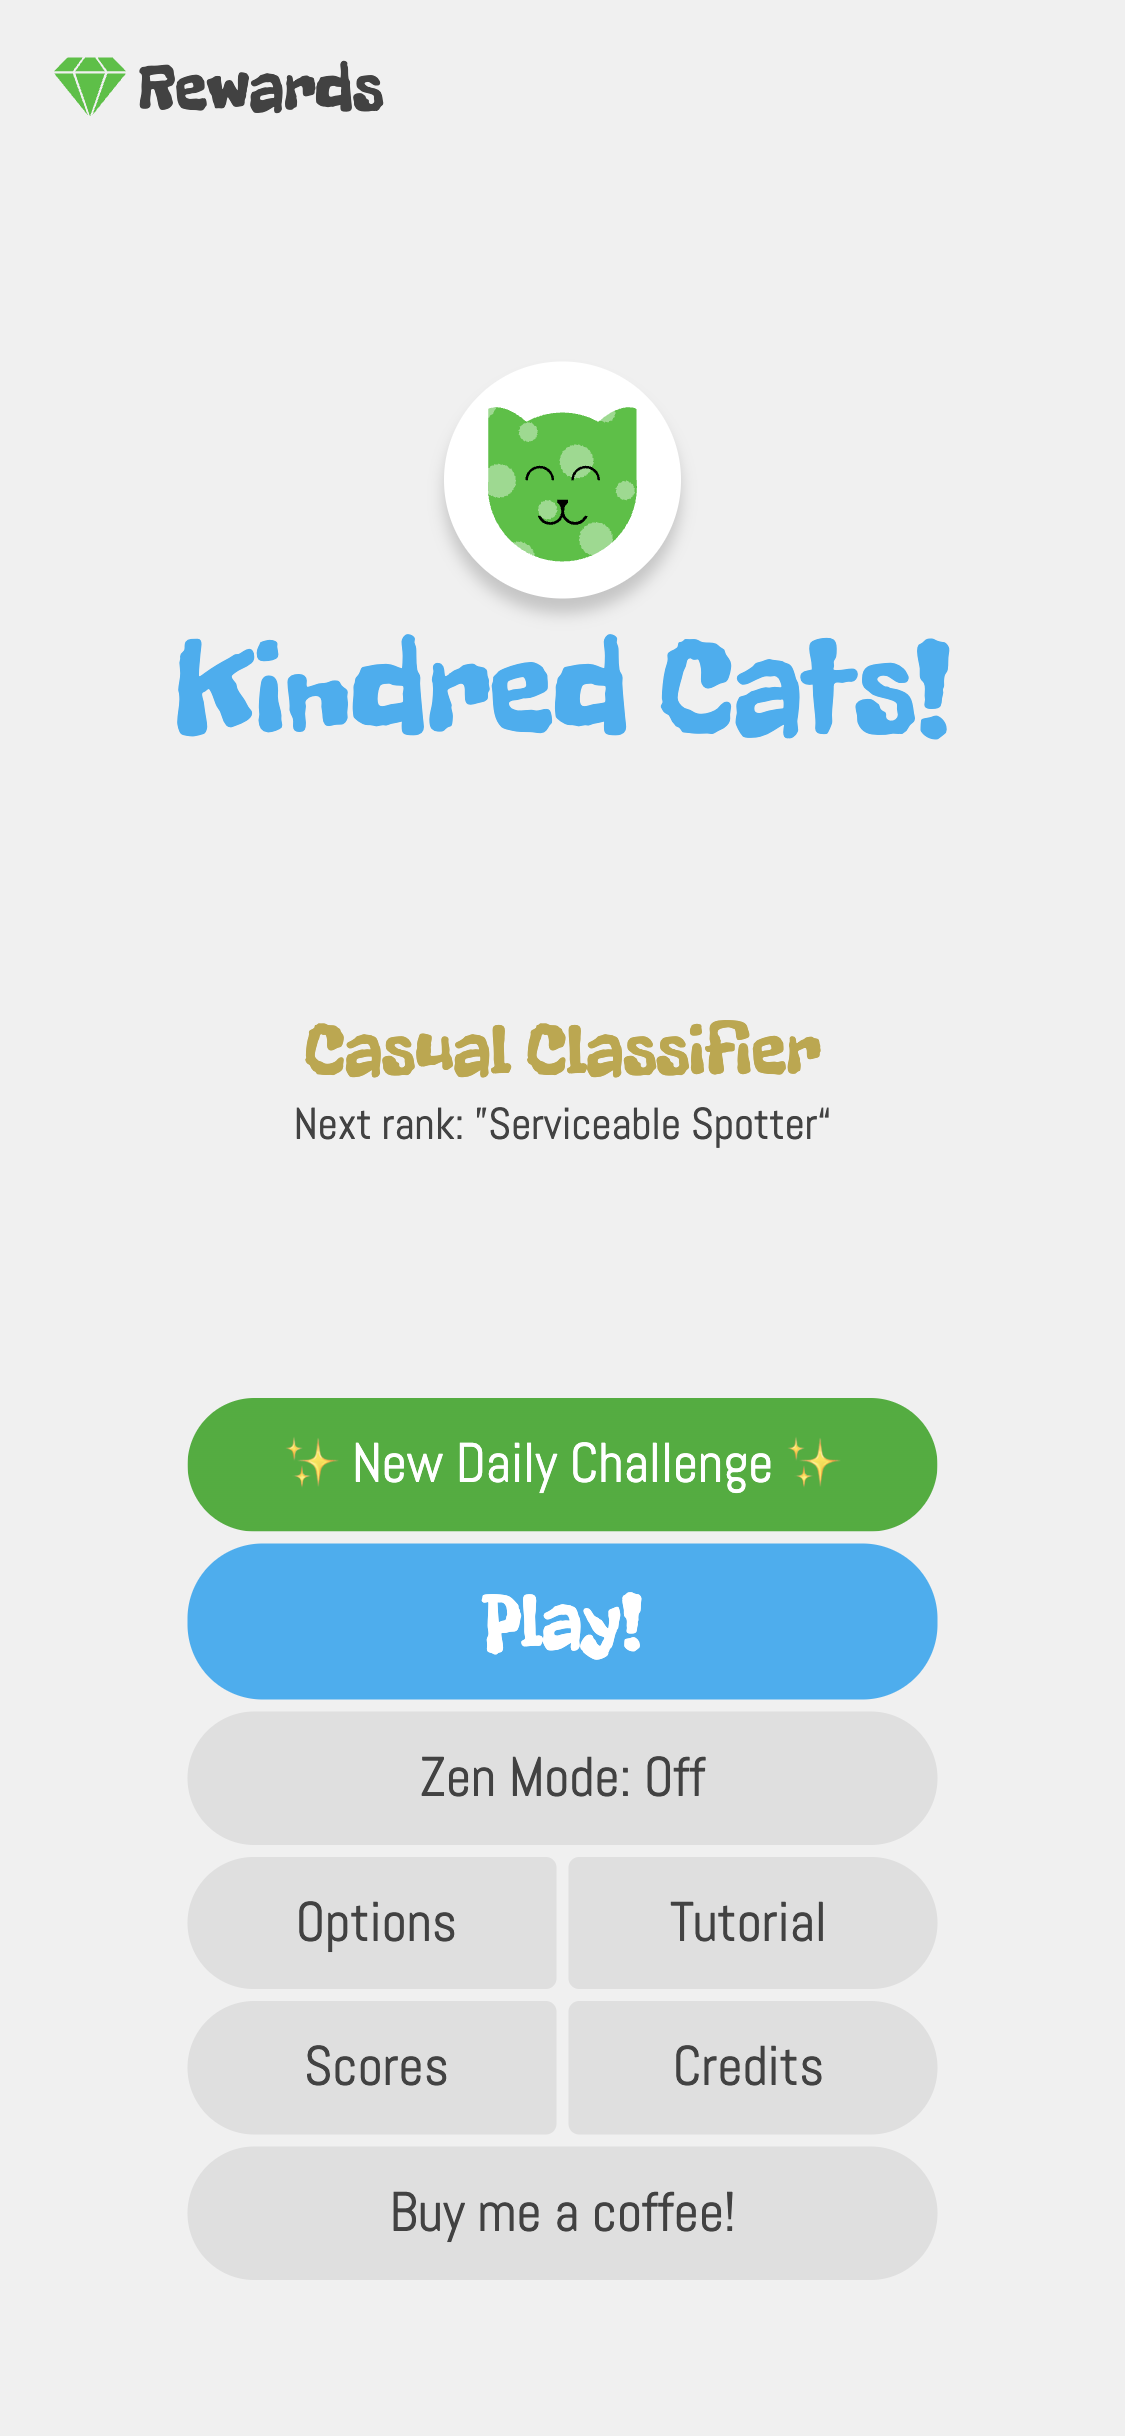 Rewards
Kindred Cats!
Casual Classifier
Next rank: ”Serviceable Spotter“
✨ New Daily Challenge ✨
Play!
Zen Mode: Off
Options
Tutorial
Scores
Credits
Buy me a coffee!